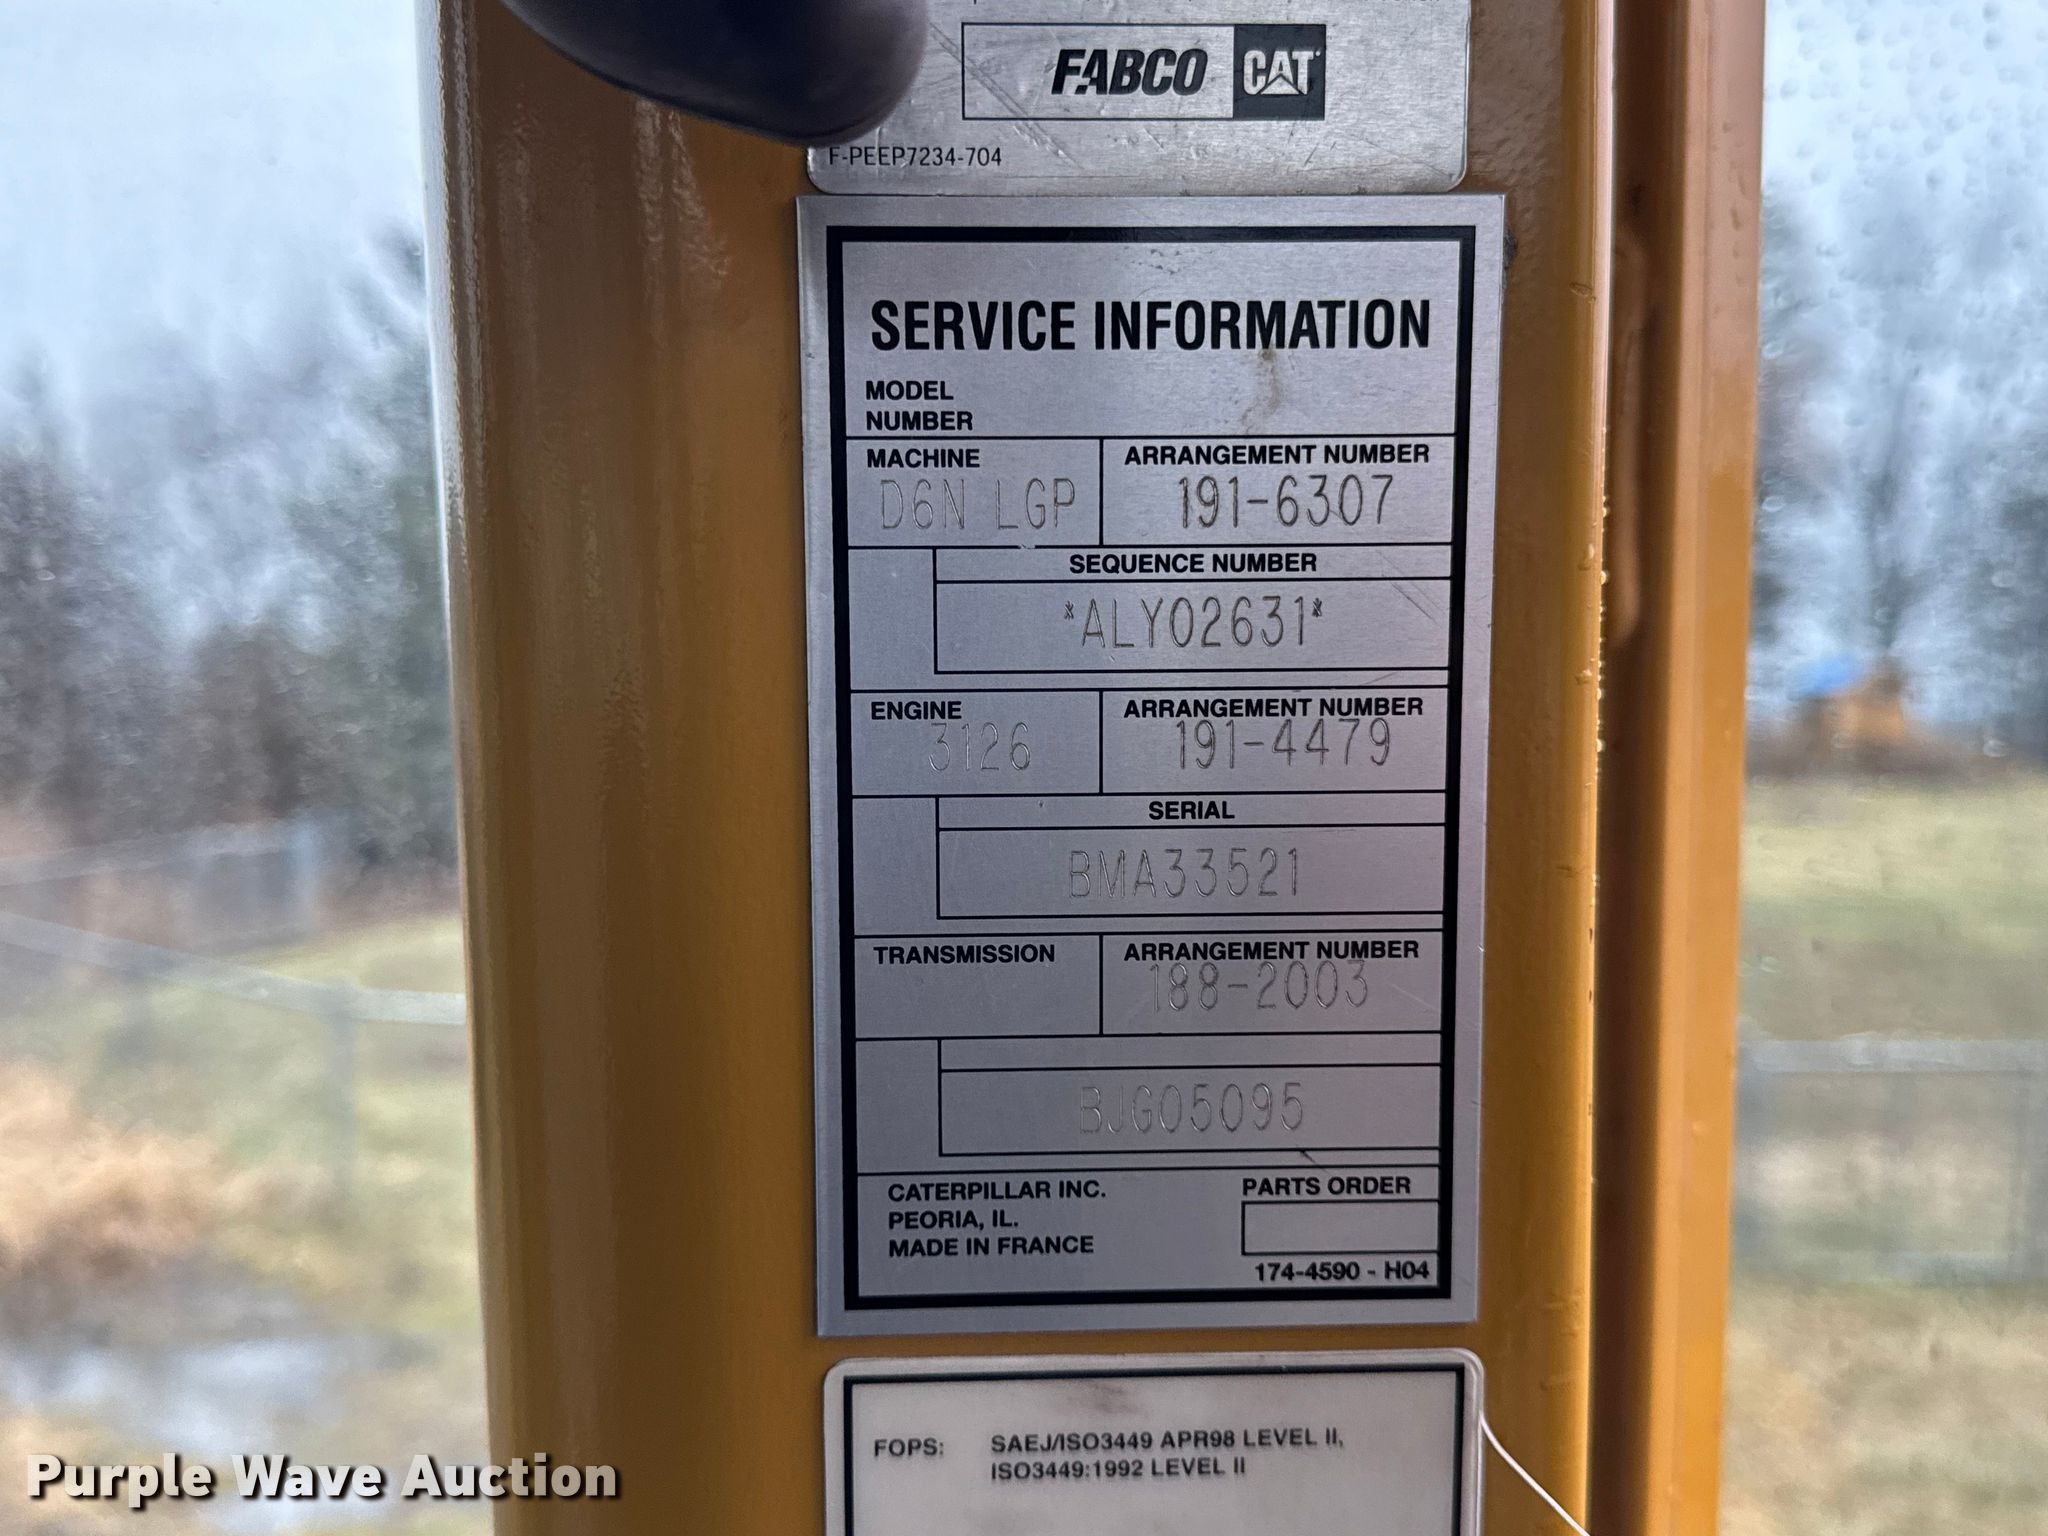 FABCO CAT
F-PEEP7234-704
SERVICE INFORMATION
MODEL
NUMBER
MACHINE
D6N LGP
ARRANGEMENT NUMBER
191-6307
SEQUENCE NUMBER
*ALY02631*
ENGINE
3126
ARRANGEMENT NUMBER
191-4479
SERIAL
BMA33521
TRANSMISSION
ARRANGEMENT NUMBER
188-2003
BJG05095
CATERPILLAR INC.
PEORIA, IL.
MADE IN FRANCE
PARTS ORDER
174-4590 - H04
FOPS: SAEJ/ISO3449 APR98 LEVEL II,
ISO3449:1992 LEVEL II
Purple Wave Auction